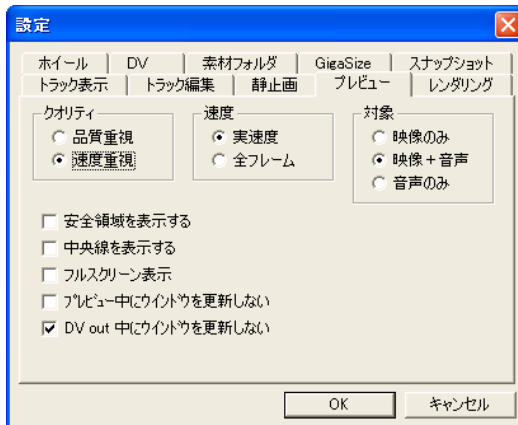 設定
ホイール DV 素材フォルダ GigaSize スナップショット
トラック表示 トラック編集 静止画 プレビュー レンダリング
クオリティ 速度 対象
品質重視 実速度 映像のみ
速度重視 全フレーム 映像+音声
音声のみ
安全領域を表示する
中央線を表示する
フルスクリーン表示
プレビュー中にウインドウを更新しない
DV out 中にウインドウを更新しない
OK キャンセル